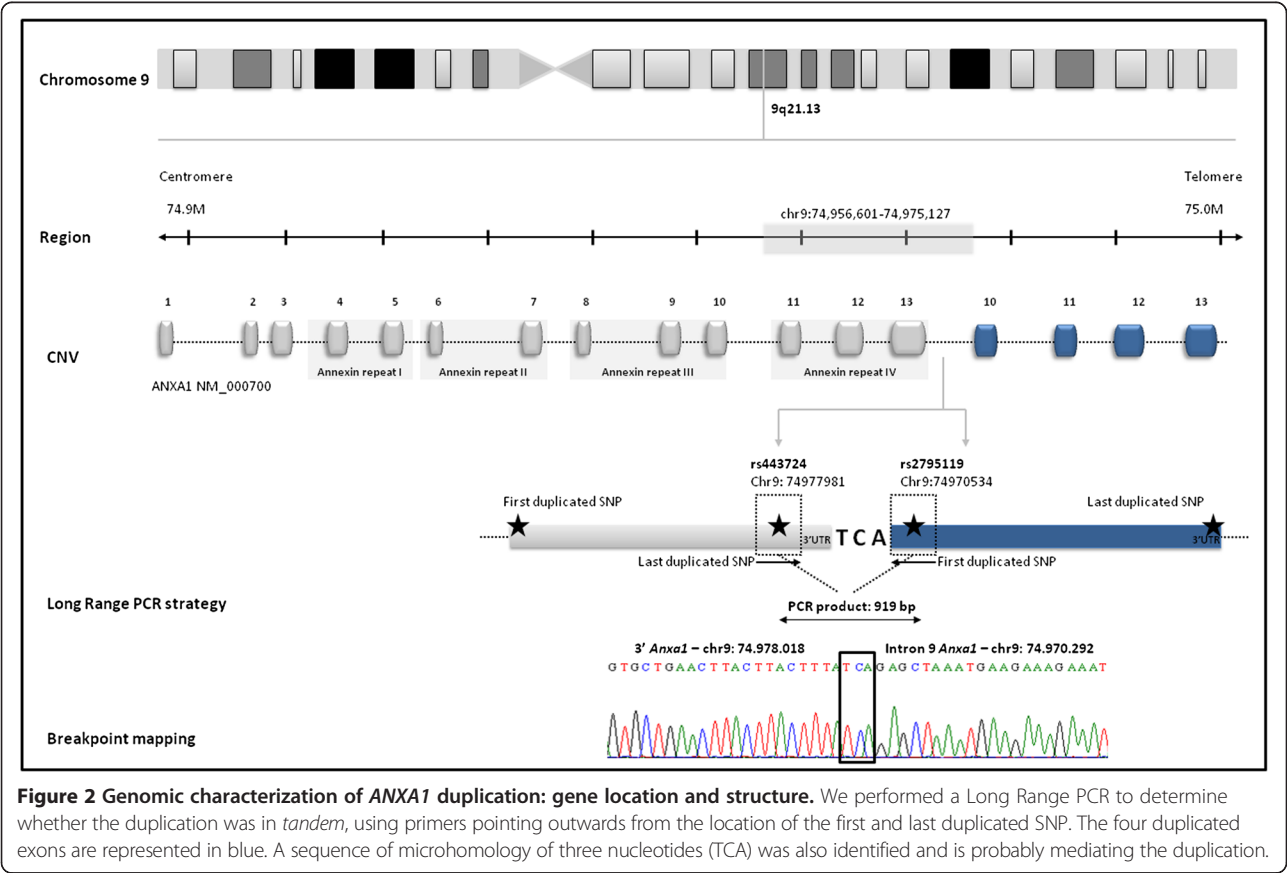 Chromosome 9
9q21.13
Centromere
Telomere
74.9M
chr9:74,956,601-74,975,127
75.0M
Region
1 2 3 4 5 6 7 8 9 10 11 12 13 10 11 12 13
CNV
Annexin repeat I
Annexin repeat II
Annexin repeat III
Annexin repeat IV
ANXA1 NM_000700
rs443724
rs2795119
Chr9: 74977981
Chr9:74970534
First duplicated SNP
Last duplicated SNP
3'UTR
T C A
3'UTR
Last duplicated SNP
First duplicated SNP
Long Range PCR strategy
PCR product: 919 bp
3' Anxa1 – chr9: 74.978.018
Intron 9 Anxa1 – chr9: 74.970.292
G T G C T G A A C T T A C T T A C T T T A T C A G A G C T A A A T G A A G A A A G A A A T
Breakpoint mapping
Figure 2 Genomic characterization of ANXA1 duplication: gene location and structure. We performed a Long Range PCR to determine
whether the duplication was in tandem, using primers pointing outwards from the location of the first and last duplicated SNP. The four duplicated
exons are represented in blue. A sequence of microhomology of three nucleotides (TCA) was also identified and is probably mediating the duplication.